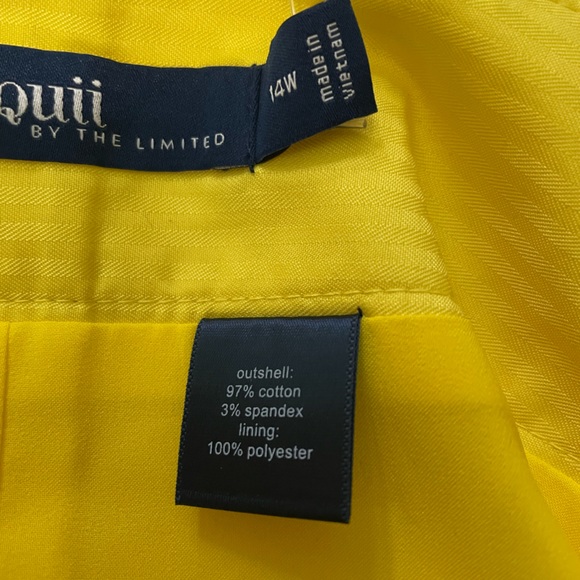 quii
BY THE LIMITED
14W
made in
vietnam
outshell:
97% cotton
3% spandex
lining:
100% polyester